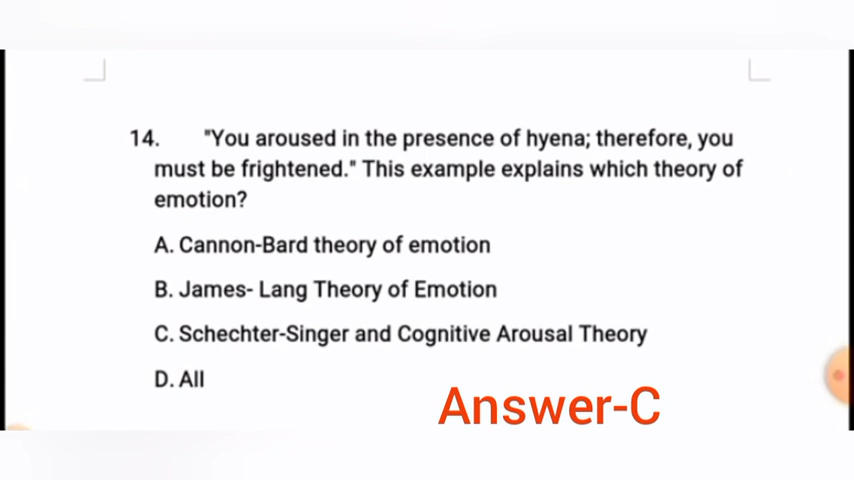 14. "You aroused in the presence of hyena; therefore, you
must be frightened." This example explains which theory of
emotion?
A. Cannon-Bard theory of emotion
B. James- Lang Theory of Emotion
C. Schechter-Singer and Cognitive Arousal Theory
D. All
Answer-C